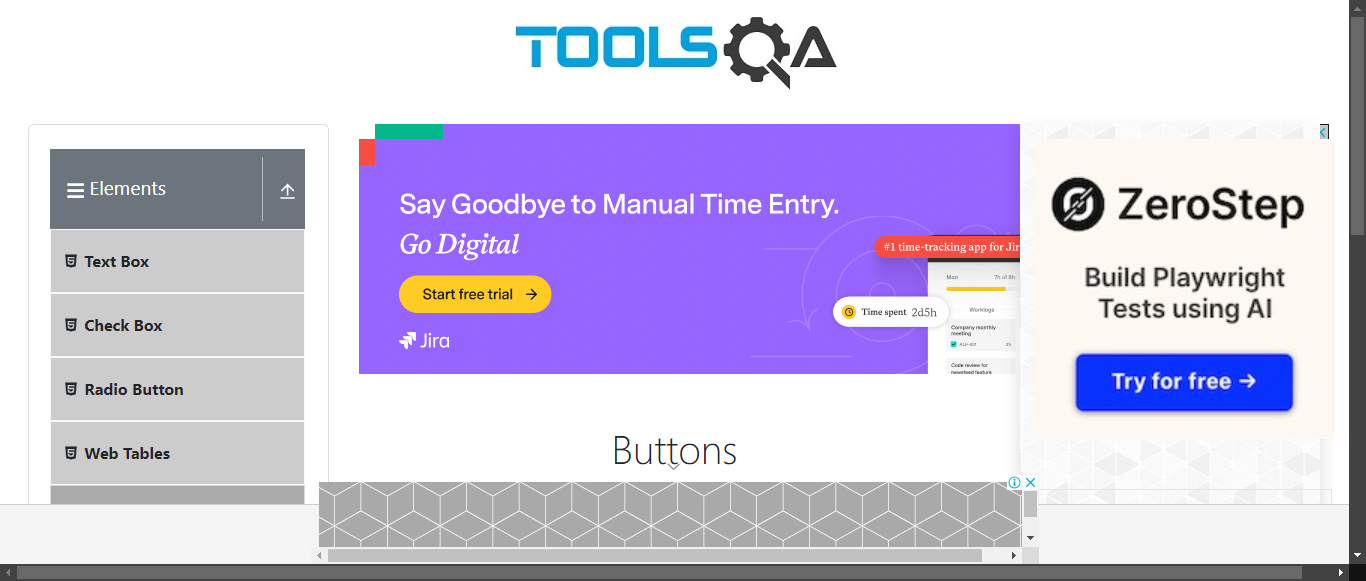 TOOLSQA
Elements
Text Box
Check Box
Radio Button
Web Tables
Say Goodbye to Manual Time Entry.
Go Digital
Start free trial →
Jira
#1 time-tracking app for Jir
Mon 7h of 8h
Time spent 2d5h
Worklogs
Company monthly
meeting
Code review for
newsfeed feature
ZeroStep
Build Playwright
Tests using AI
Try for free →
Buttons